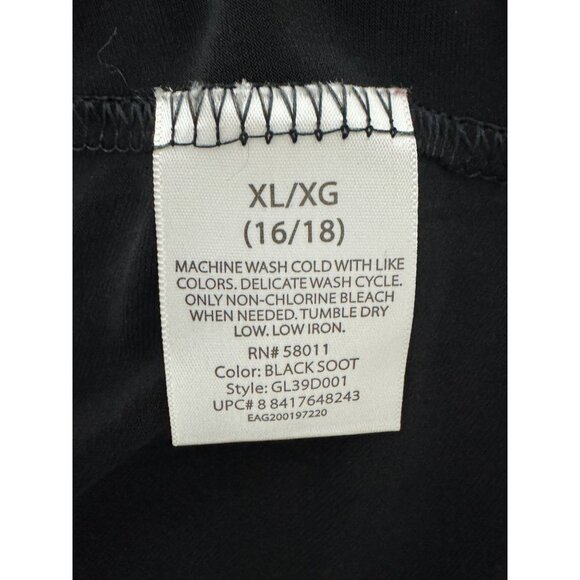 XL/XG
(16/18)
MACHINE WASH COLD WITH LIKE
COLORS. DELICATE WASH CYCLE.
ONLY NON-CHLORINE BLEACH
WHEN NEEDED. TUMBLE DRY
LOW. LOW IRON.
RN# 58011
Color: BLACK SOOT
Style: GL39D001
UPC# 8 8417648243
EAG200197220